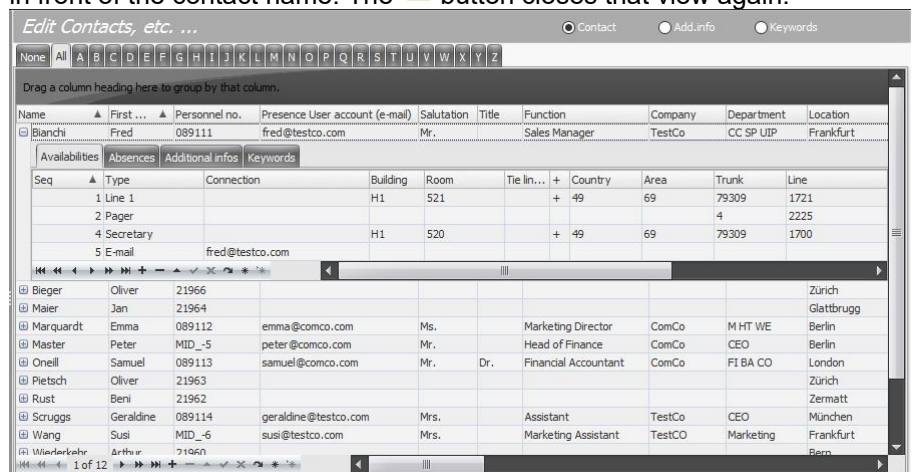 in front of the contact name. The button closes that view again.
Edit Contacts, etc. ... Contact Add.info Keywords
None All A B C D E F G H I J K L M N O P Q R S T U V W X Y Z
Drag a column heading here to group by that column.
Name First ... Personnel no. Presence User account (e-mail) Salutation Title Function Company Department Location
Bianchi Fred 089111 fred@testco.com Mr. Sales Manager TestCo CC SP UIP Frankfurt
Availabilities Absences Additional infos Keywords
Seq Type Connection Building Room Tie lin... + Country Area Trunk Line
1 Line 1 H1 521 + 49 69 79309 1721
2 Pager 4 2225
4 Secretary H1 520 + 49 69 79309 1700
5 E-mail fred@testco.com
Bieger Oliver 21966 Zürich
Maier Jan 21964 Glattbrugg
Marquardt Emma 089112 emma@comco.com Ms. Marketing Director ComCo M HT WE Berlin
Master Peter MID_-5 peter@comco.com Mr. Head of Finance ComCo CEO Berlin
Oneill Samuel 089113 samuel@comco.com Mr. Dr. Financial Accountant ComCo FI BA CO London
Pietsch Oliver 21963 Zürich
Rust Beni 21962 Zermatt
Scruggs Geraldine 089114 geraldine@testco.com Mrs. Assistant TestCo CEO München
Wang Susi MID_-6 susi@testco.com Mrs. Marketing Assistant TestCO Marketing Frankfurt
Wiederkehr Arthur 21960 Bern
1 of 12